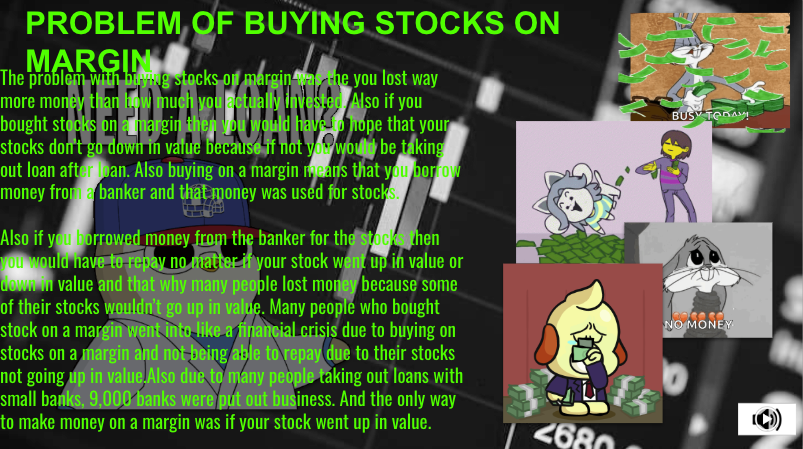 PROBLEM OF BUYING STOCKS ON
MARGIN
The problem with buying stocks on margin was the you lost way
more money than how much you actually invested. Also if you
bought stocks on a margin then you would have to hope that your
stocks don't go down in value because if not you would be taking
out loan after loan. Also buying on a margin means that you borrow
money from a banker and that money was used for stocks.
Also if you borrowed money from the banker for the stocks then
you would have to repay no matter if your stock went up in value or
down in value and that why many people lost money because some
of their stocks wouldn't go up in value. Many people who bought
stock on a margin went into like a financial crisis due to buying on
stocks on a margin and not being able to repay due to their stocks
not going up in value.Also due to many people taking out loans with
small banks, 9,000 banks were put out business. And the only way
to make money on a margin was if your stock went up in value.
NEED A LOAN?
BUSY TODAY!
NO MONEY
2680.0